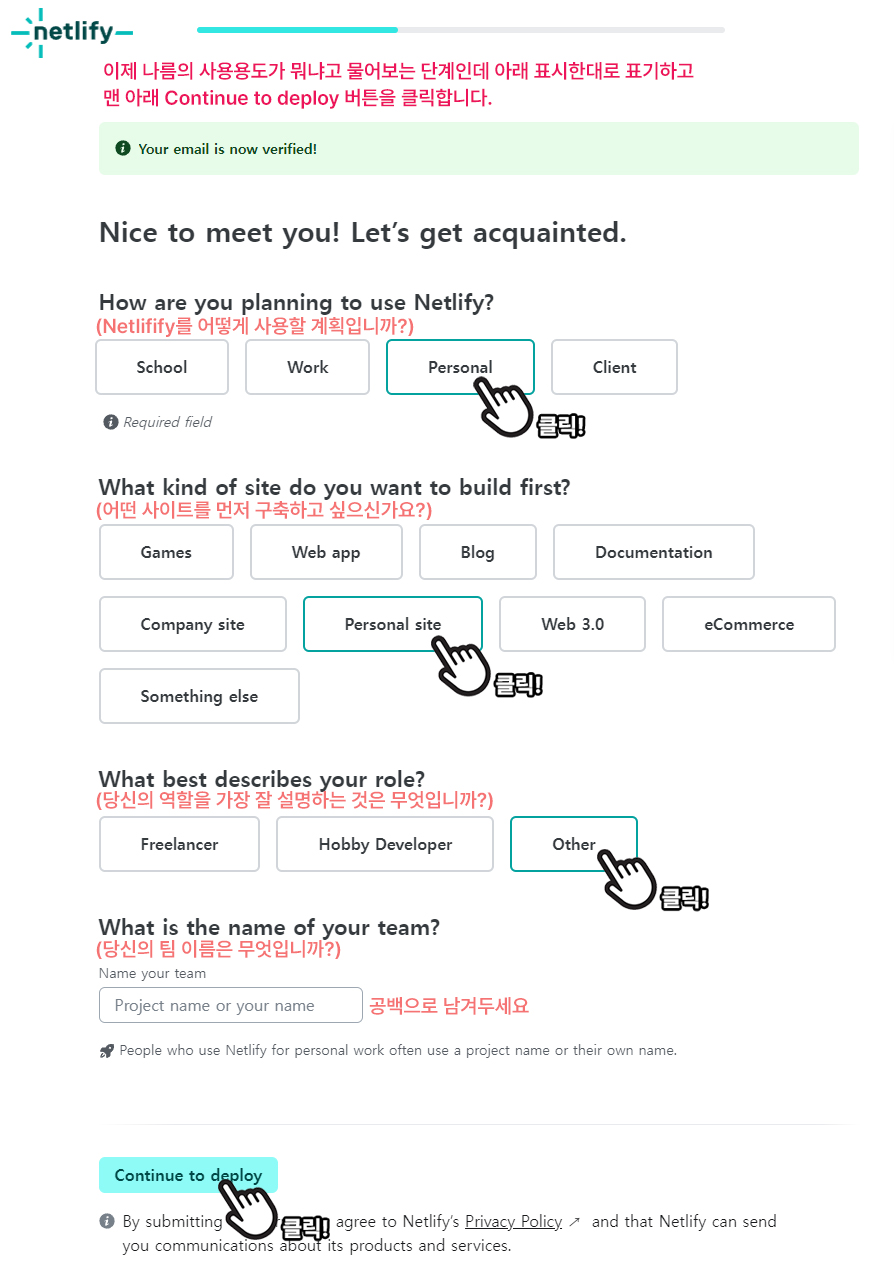 netlify
이제 나름의 사용용도가 뭐냐고 물어보는 단계인데 아래 표시한대로 표기하고
맨 아래 Continue to deploy 버튼을 클릭합니다.
Your email is now verified!
Nice to meet you! Let's get acquainted.
How are you planning to use Netlify?
(Netlifify를 어떻게 사용할 계획입니까?)
School Work Personal Client
클릭!
Required field
What kind of site do you want to build first?
(어떤 사이트를 먼저 구축하고 싶으신가요?)
Games Web app Blog Documentation
Company site Personal site Web 3.0 eCommerce
클릭!
Something else
What best describes your role?
(당신의 역할을 가장 잘 설명하는 것은 무엇입니까?)
Freelancer Hobby Developer Other
클릭!
What is the name of your team?
(당신의 팀 이름은 무엇입니까?)
Name your team
Project name or your name 공백으로 남겨두세요
People who use Netlify for personal work often use a project name or their own name.
Continue to deploy
클릭!
By submitting agree to Netlify's Privacy Policy ↗ and that Netlify can send
you communications about its products and services.